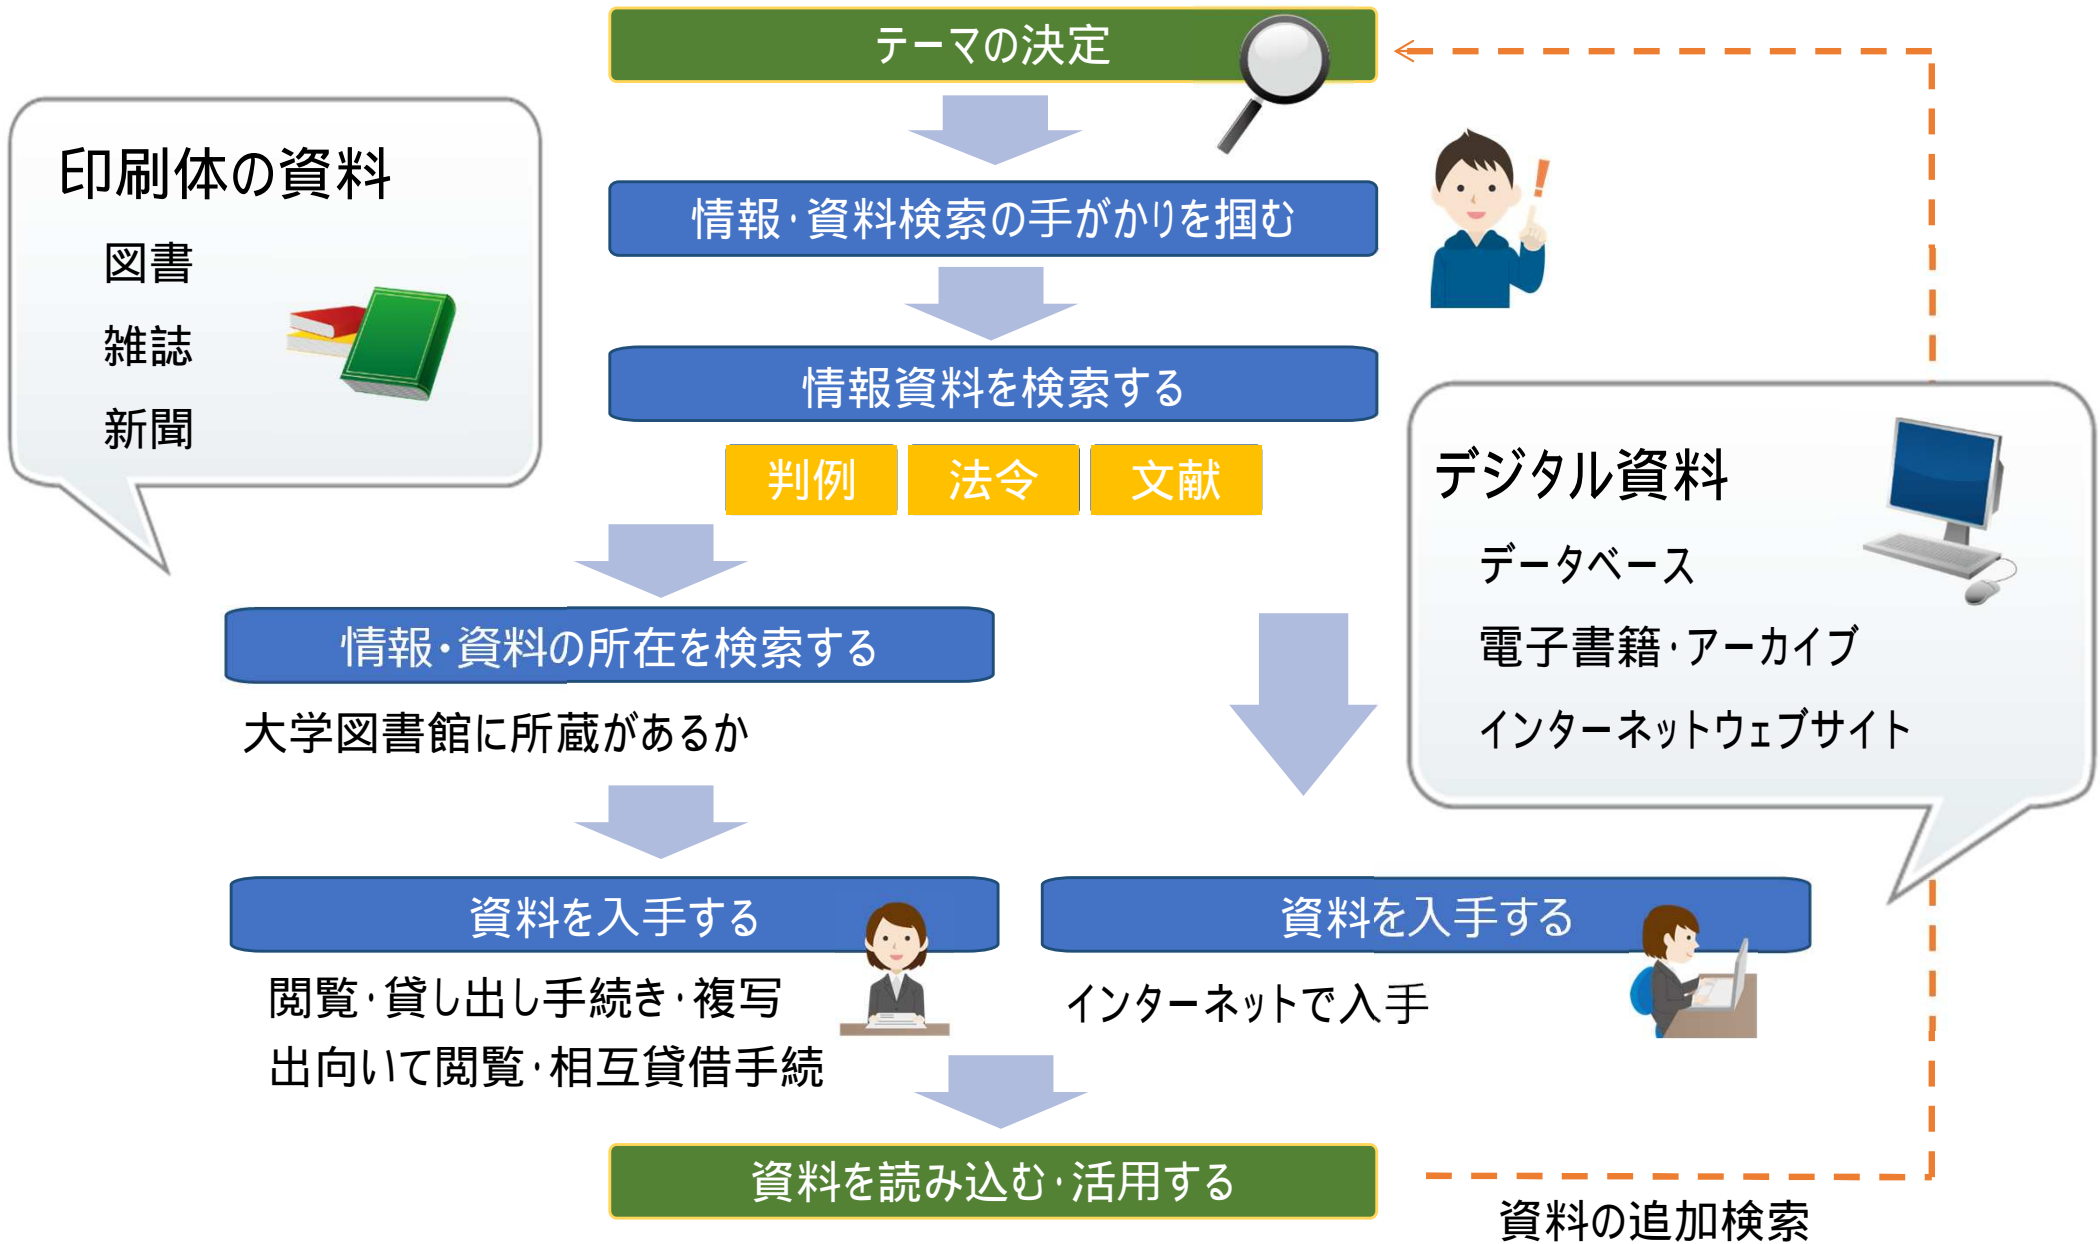 テーマの決定
印刷体の資料
図書
雑誌
新聞
情報・資料検索の手がかりを掴む
情報資料を検索する
判例
法令
文献
デジタル資料
データベース
電子書籍・アーカイブ
インターネットウェブサイト
情報・資料の所在を検索する
大学図書館に所蔵があるか
資料を入手する
閲覧・貸し出し手続き・複写
出向いて閲覧・相互貸借手続
資料を入手する
インターネットで入手
資料を読み込む・活用する
資料の追加検索